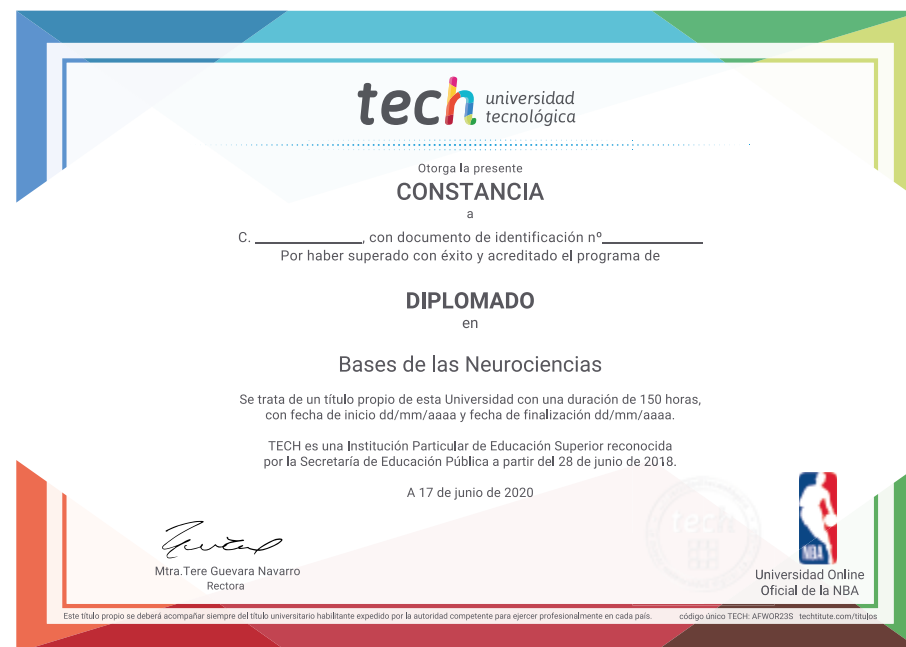 tech universidad
tecnológica
Otorga la presente
CONSTANCIA
a
C. ______________, con documento de identificación nº_____________
Por haber superado con éxito y acreditado el programa de
DIPLOMADO
en
Bases de las Neurociencias
Se trata de un título propio de esta Universidad con una duración de 150 horas,
con fecha de inicio dd/mm/aaaa y fecha de finalización dd/mm/aaaa.
TECH es una Institución Particular de Educación Superior reconocida
por la Secretaría de Educación Pública a partir del 28 de junio de 2018.
A 17 de junio de 2020
tech
NBA
Mtra.Tere Guevara Navarro
Rectora
Universidad Online
Oficial de la NBA
Este título propio se deberá acompañar siempre del título universitario habilitante expedido por la autoridad competente para ejercer profesionalmente en cada país.
código único TECH: AFWOR23S techtitute.com/titulos